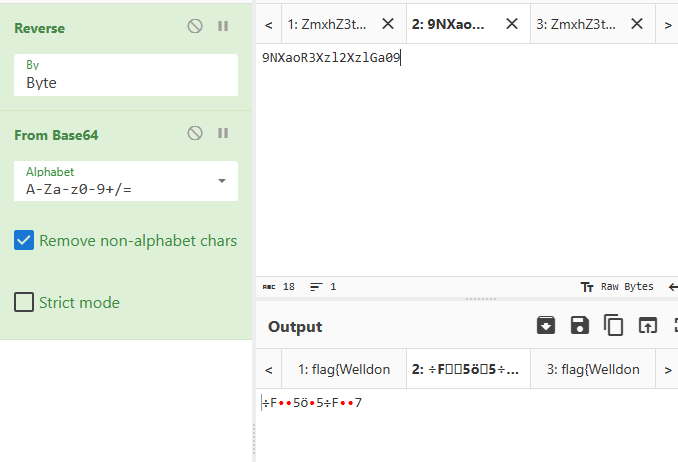 Reverse
By
Byte
From Base64
Alphabet
A-Za-z0-9+/=
Remove non-alphabet chars
Strict mode
< 1: ZmxhZ3t... 2: 9NXao... 3: ZmxhZ3t... >
9NXaoR3Xzl2XzlGa09
ABC 18 1 Tт Raw Bytes
Output
< 1: flag{Welldon 2: ÷F▯▯5ö▯5÷... 3: flag{Welldon >
÷F••5ö•5÷F••7